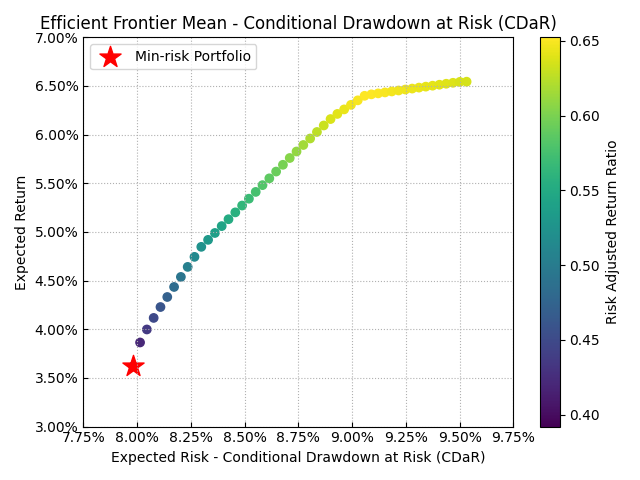 Efficient Frontier Mean - Conditional Drawdown at Risk (CDaR)
Min-risk Portfolio
Expected Return
7.00%
6.50%
6.00%
5.50%
5.00%
4.50%
4.00%
3.50%
3.00%
7.75% 8.00% 8.25% 8.50% 8.75% 9.00% 9.25% 9.50% 9.75%
Expected Risk - Conditional Drawdown at Risk (CDaR)
0.65
0.60
0.55
0.50
0.45
0.40
Risk Adjusted Return Ratio